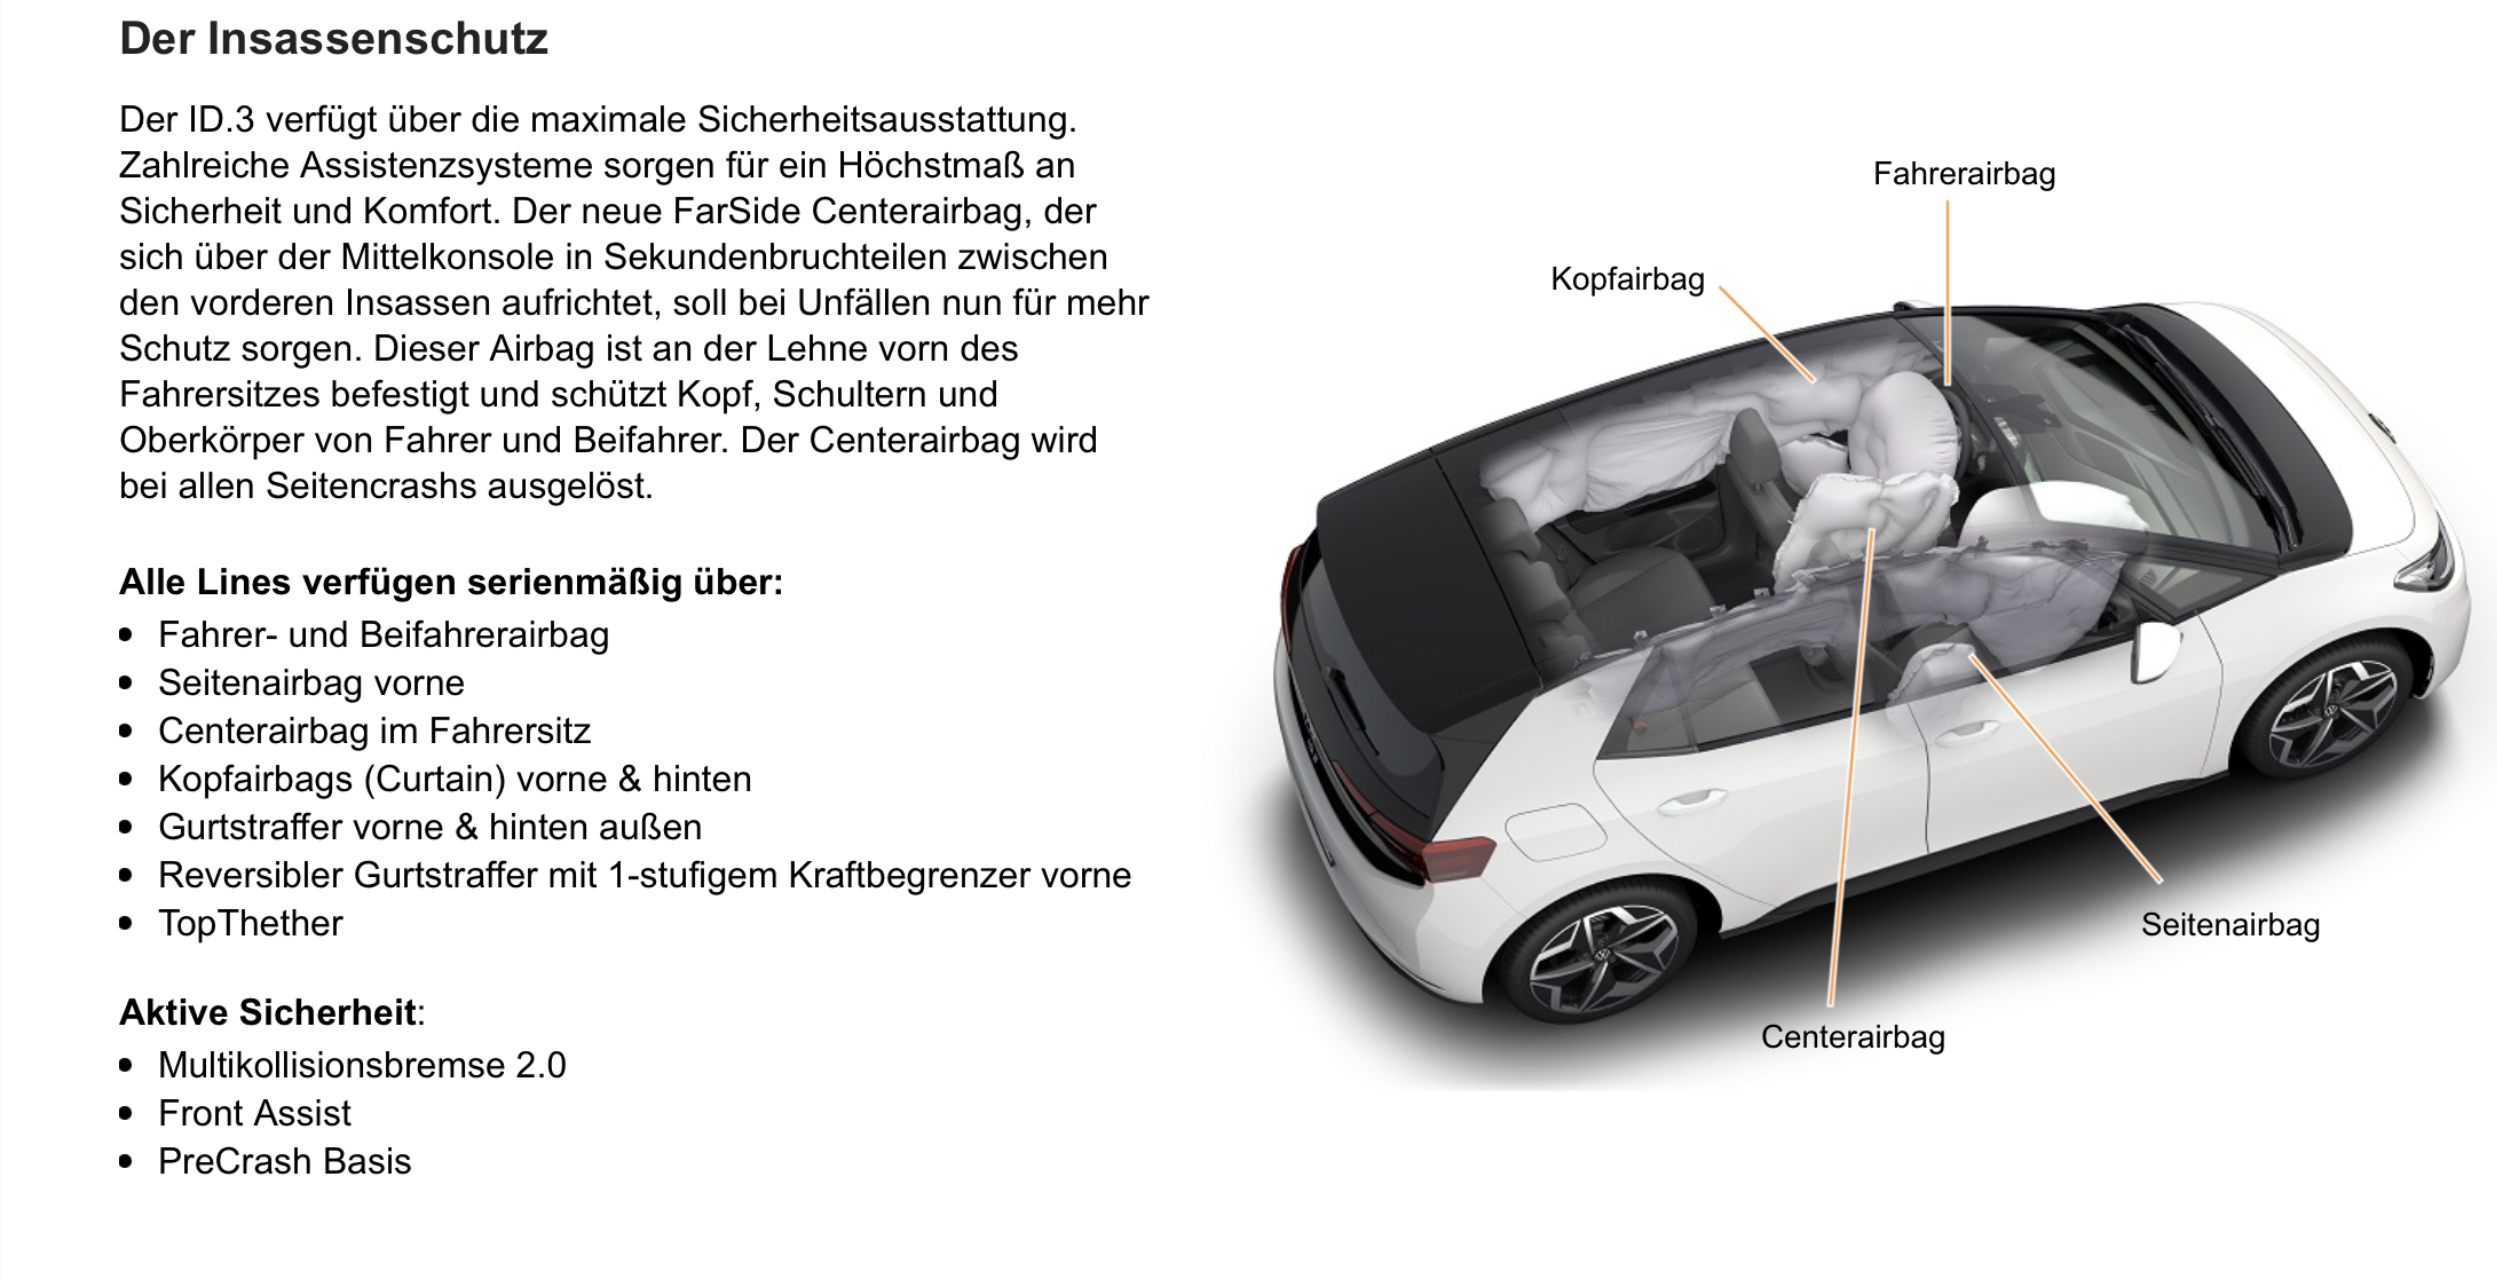 Der Insassenschutz
Der ID.3 verfügt über die maximale Sicherheitsausstattung.
Zahlreiche Assistenzsysteme sorgen für ein Höchstmaß an
Sicherheit und Komfort. Der neue FarSide Centerairbag, der
sich über der Mittelkonsole in Sekundenbruchteilen zwischen
den vorderen Insassen aufrichtet, soll bei Unfällen nun für mehr
Schutz sorgen. Dieser Airbag ist an der Lehne vorn des
Fahrersitzes befestigt und schützt Kopf, Schultern und
Oberkörper von Fahrer und Beifahrer. Der Centerairbag wird
bei allen Seitencrashs ausgelöst.
Alle Lines verfügen serienmäßig über:
• Fahrer- und Beifahrerairbag
• Seitenairbag vorne
• Centerairbag im Fahrersitz
• Kopfairbags (Curtain) vorne & hinten
• Gurtstraffer vorne & hinten außen
• Reversibler Gurtstraffer mit 1-stufigem Kraftbegrenzer vorne
• TopThether
Aktive Sicherheit:
• Multikollisionsbremse 2.0
• Front Assist
• PreCrash Basis
Fahrerairbag
Kopfairbag
Seitenairbag
Centerairbag